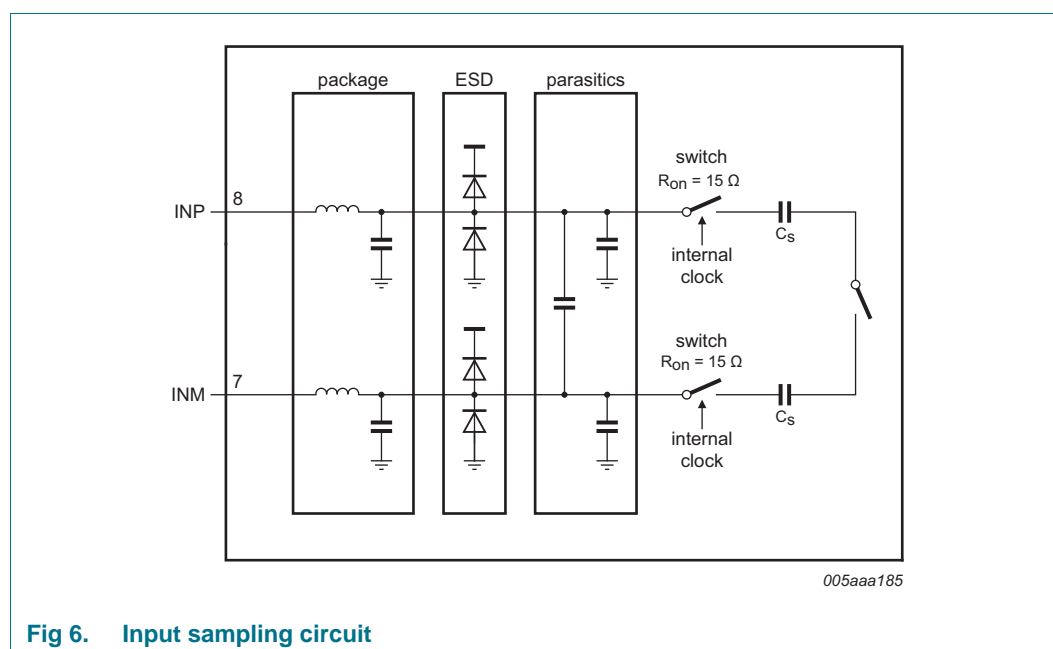 package
ESD
parasitics
switch
Ron = 15 Ω
INP
8
internal
clock
Cs
switch
Ron = 15 Ω
INM
7
internal
clock
Cs
005aaa185
Fig 6. Input sampling circuit